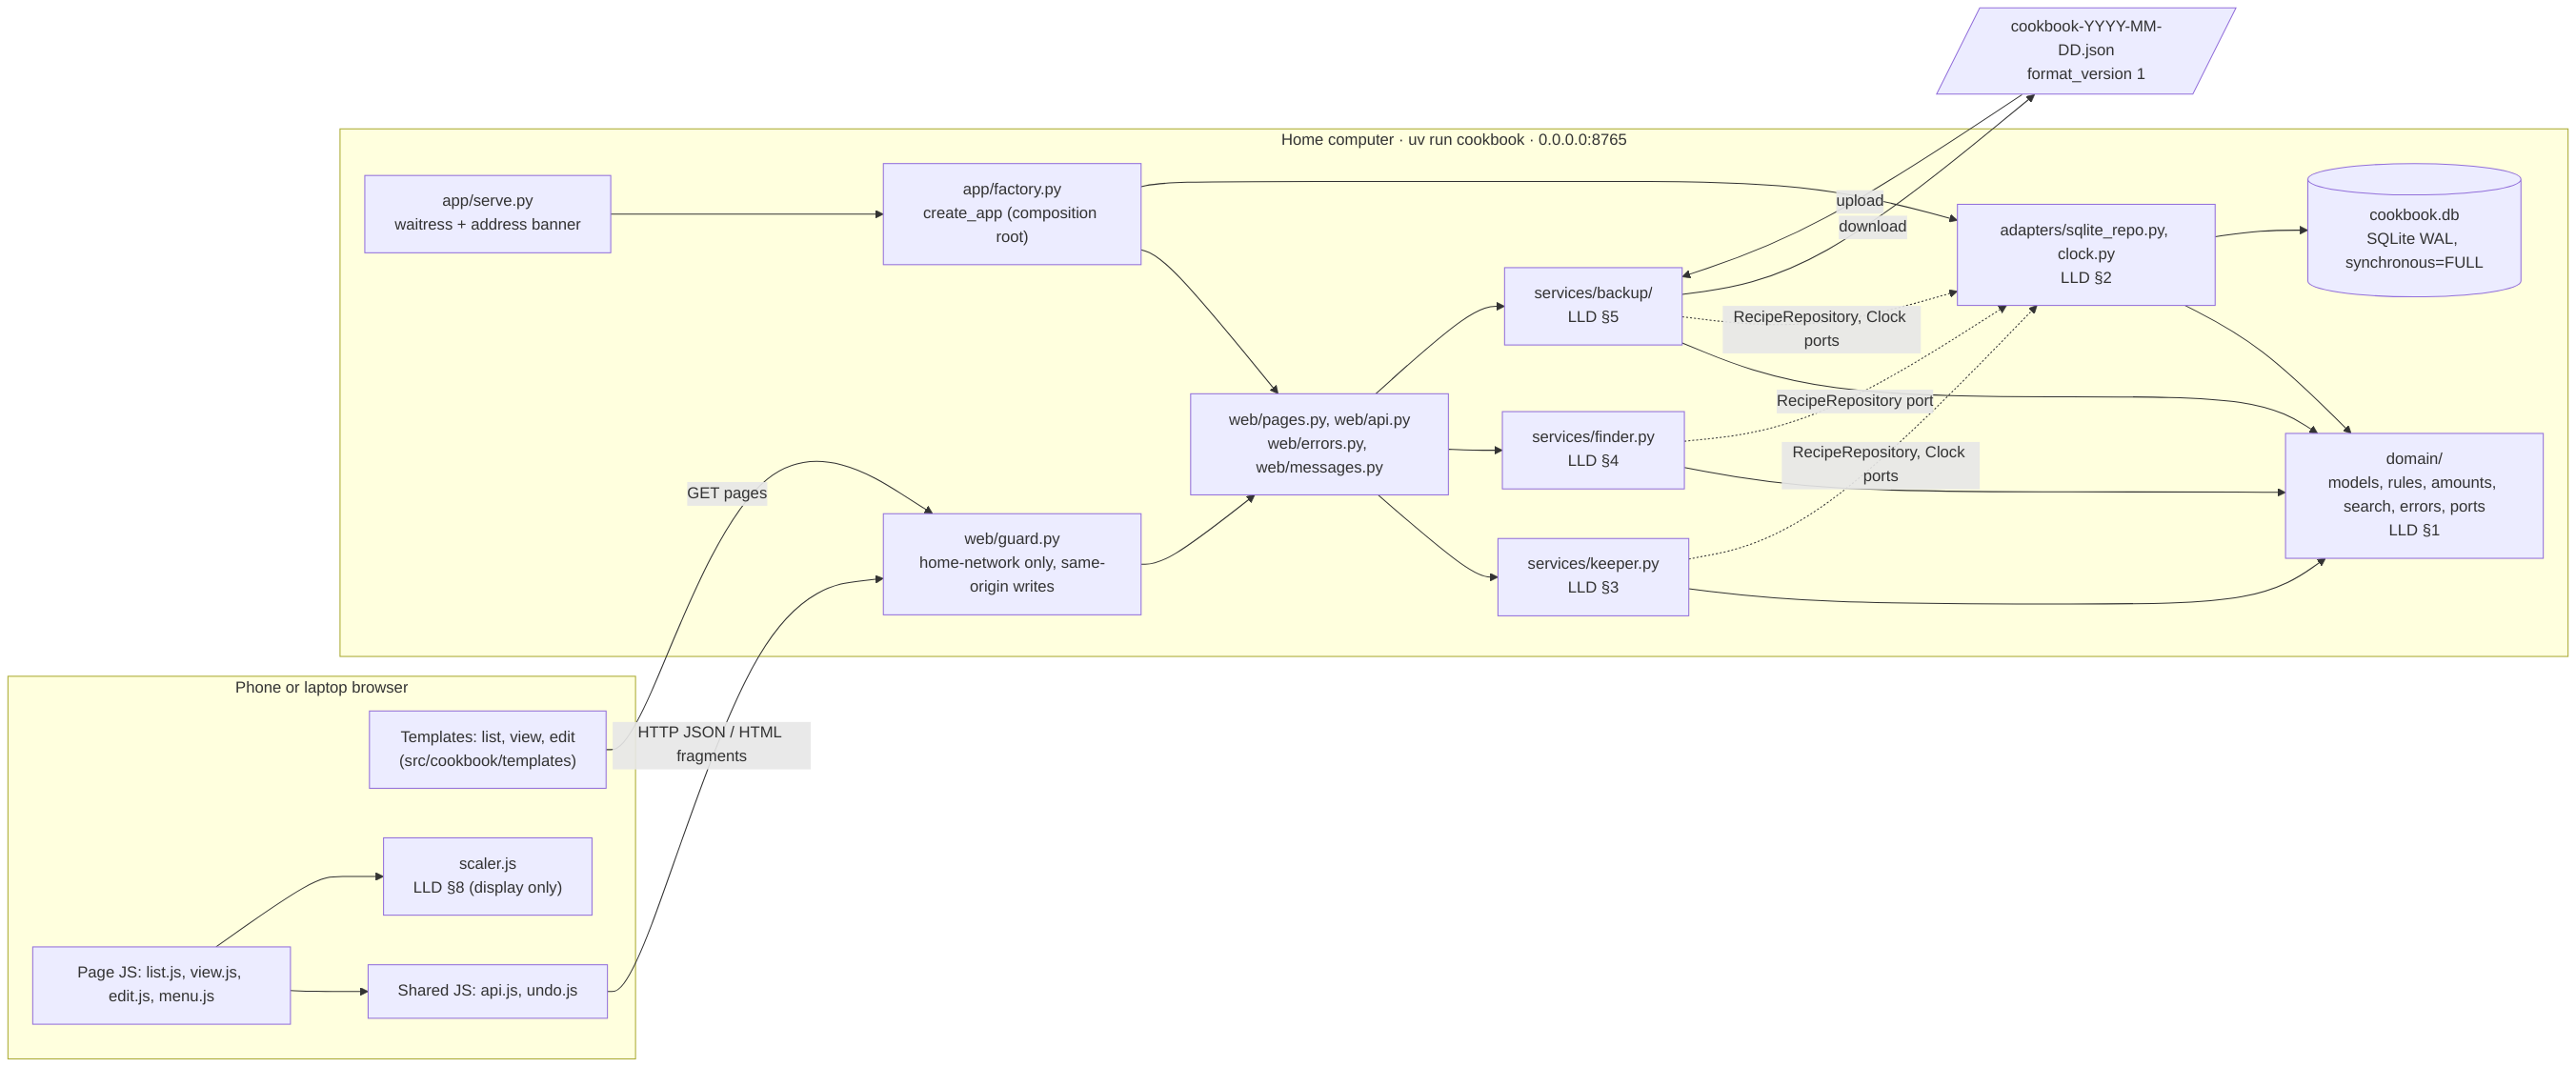 cookbook-YYYY-MM-
DD.json
format_version 1
Home computer · uv run cookbook · 0.0.0.0:8765
app/serve.py
waitress + address banner
app/factory.py
create_app (composition
root)
upload
download
adapters/sqlite_repo.py,
clock.py
LLD §2
cookbook.db
SQLite WAL,
synchronous=FULL
services/backup/
LLD §5
RecipeRepository, Clock
ports
web/pages.py, web/api.py
web/errors.py,
web/messages.py
services/finder.py
LLD §4
RecipeRepository port
RecipeRepository, Clock
ports
domain/
models, rules, amounts,
search, errors, ports
LLD §1
GET pages
web/guard.py
home-network only, same-
origin writes
services/keeper.py
LLD §3
Phone or laptop browser
Templates: list, view, edit
(src/cookbook/templates)
HTTP JSON / HTML
fragments
scaler.js
LLD §8 (display only)
Page JS: list.js, view.js,
edit.js, menu.js
Shared JS: api.js, undo.js